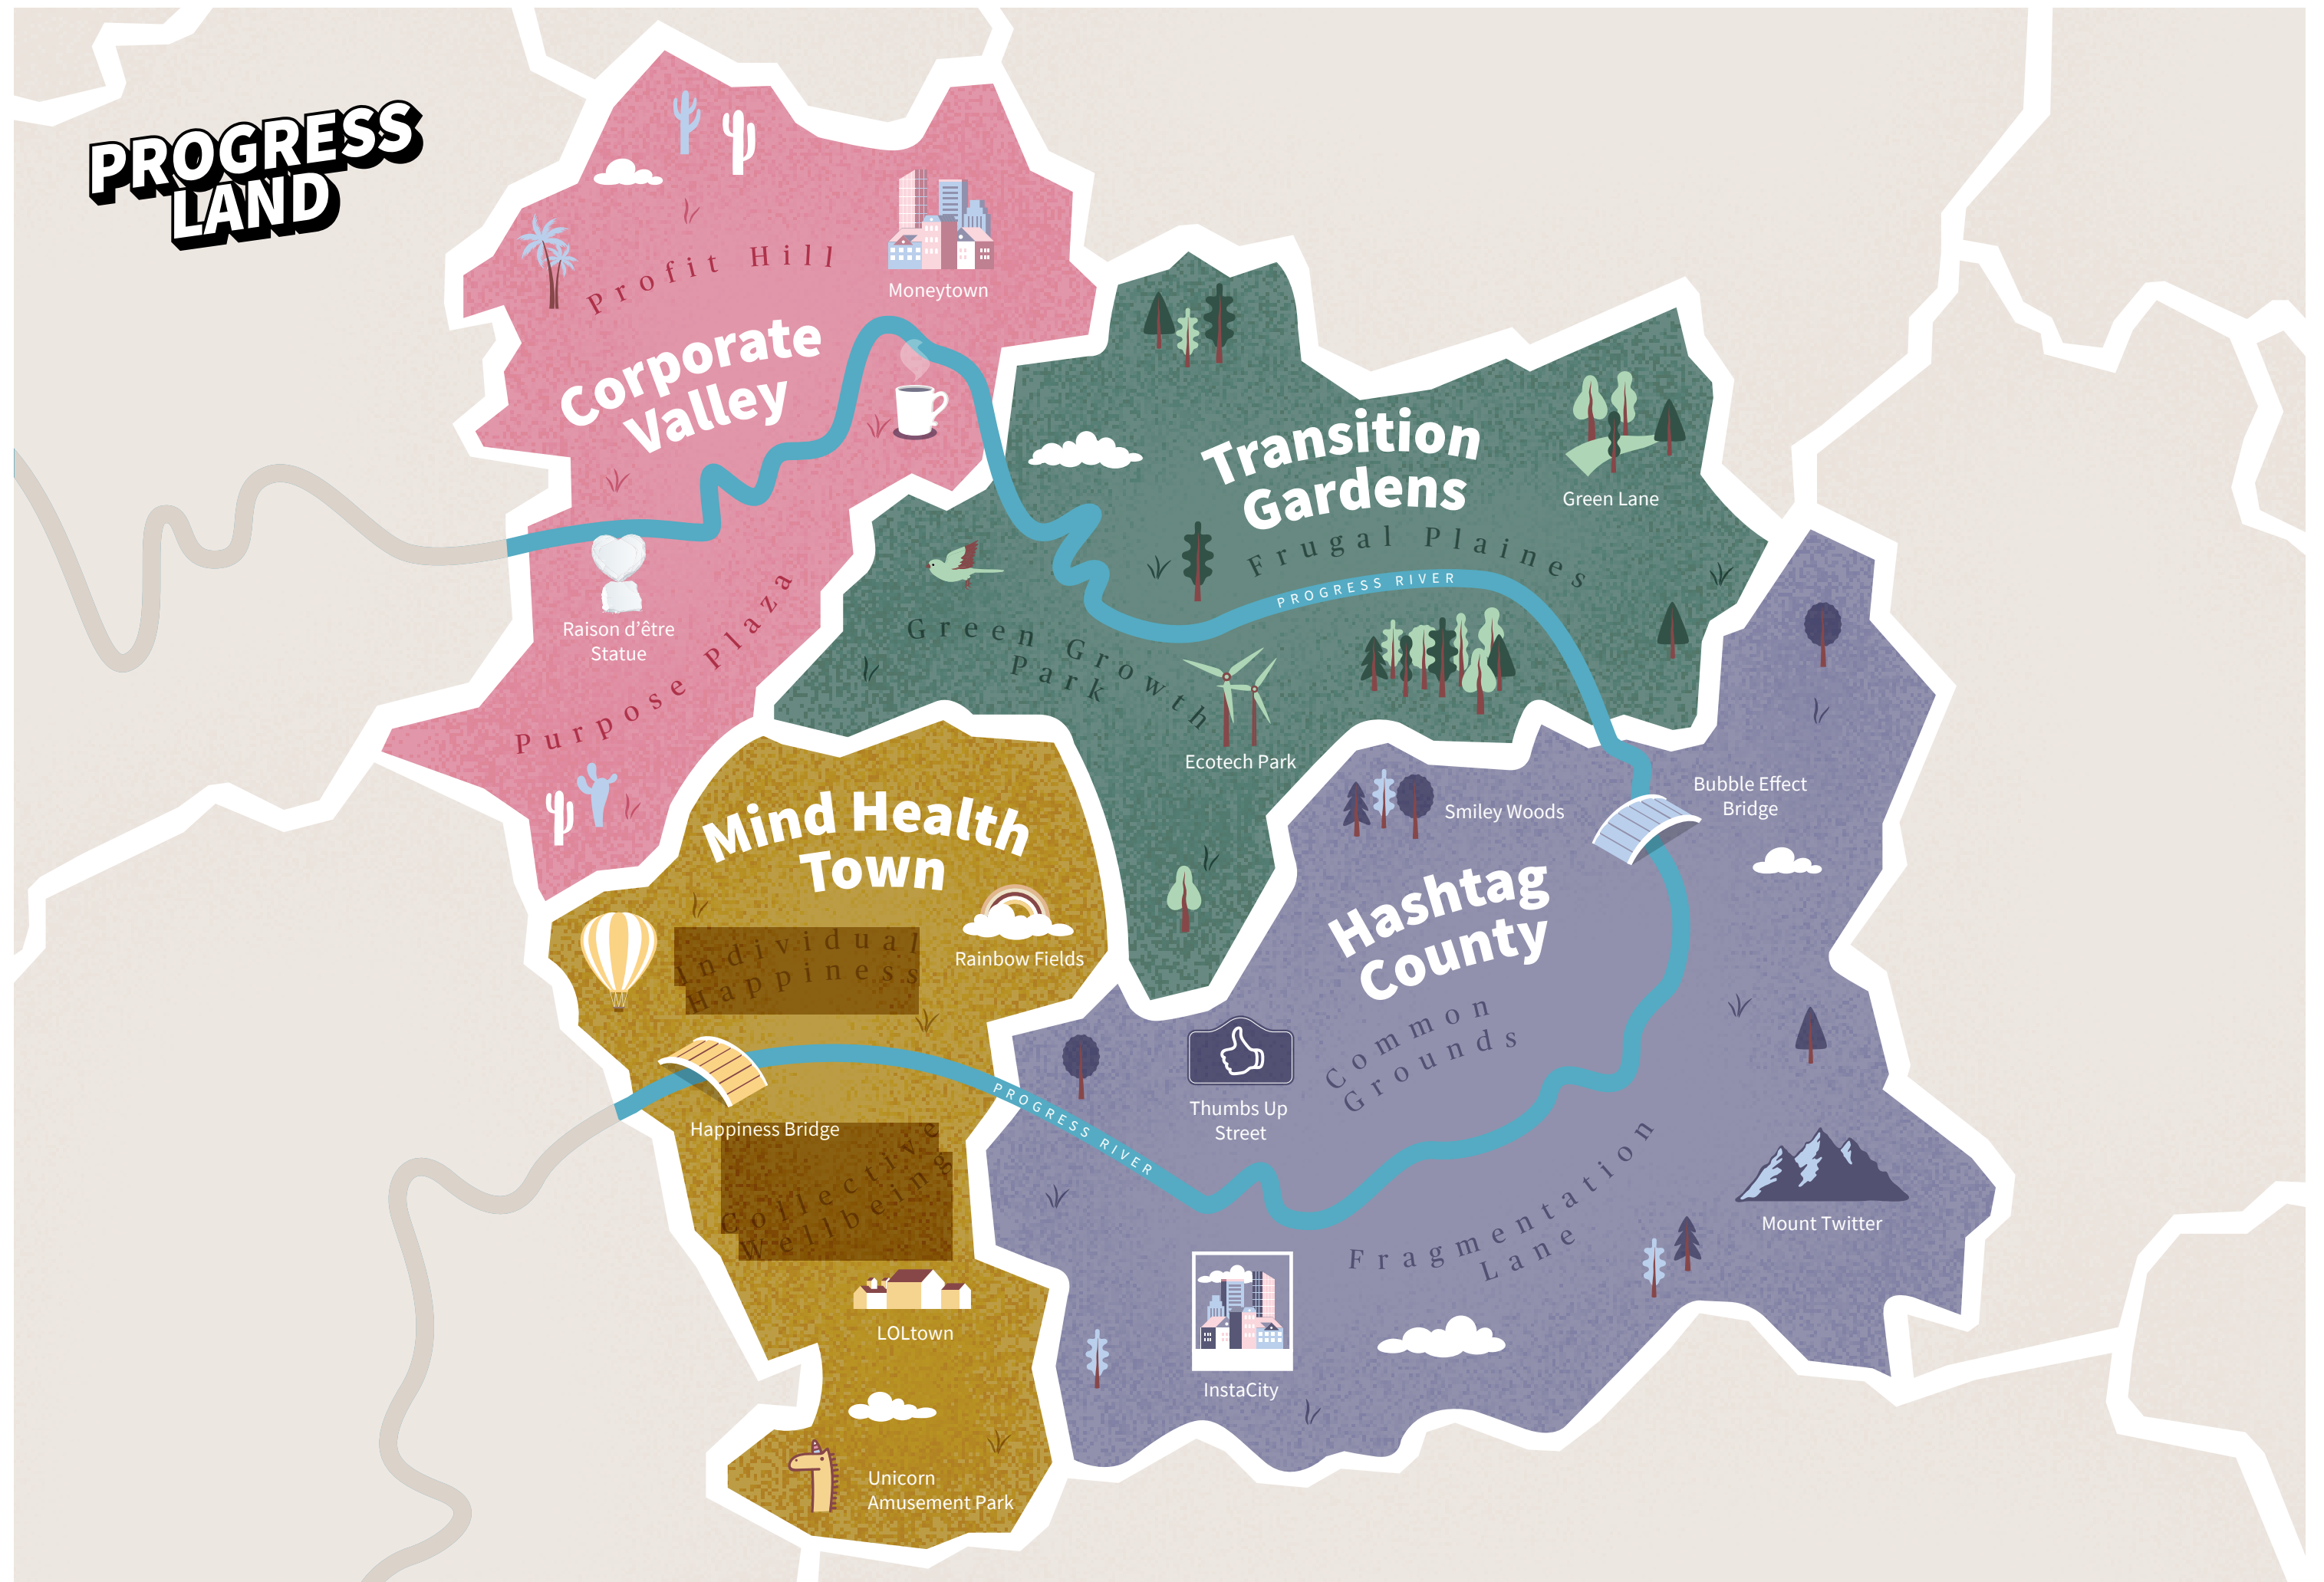 PROGRESS
LAND
Profit Hill
Moneytown
Corporate
Valley
Raison d’être
Statue
Purpose Plaza
Transition
Gardens
Green Lane
Frugal Plaines
PROGRESS RIVER
Green Growth
Park
Ecotech Park
Mind Health
Town
Rainbow Fields
Individual
Happiness
Happiness Bridge
Collective
Wellbeing
LOLtown
Unicorn
Amusement Park
Smiley Woods
Bubble Effect
Bridge
Hashtag
County
Common
Grounds
Thumbs Up
Street
PROGRESS RIVER
Fragmentation
Lane
Mount Twitter
InstaCity